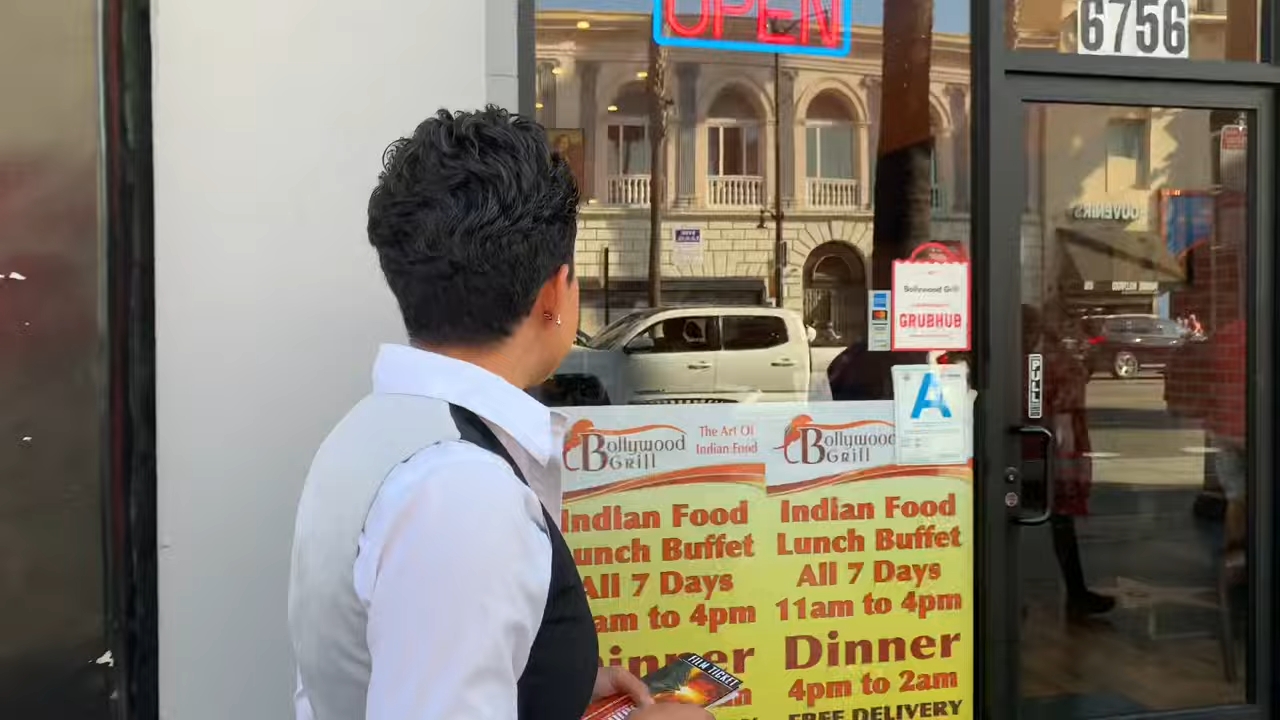 OPEN
6756
SOUVENIRS
Bollywood Grill
GRUBHUB
PULL
A
Bollywood
Grill
The Art Of
Indian Food
Indian Food
Lunch Buffet
All 7 Days
am to 4pm
Dinner
Bollywood
Grill
Indian Food
Lunch Buffet
All 7 Days
11am to 4pm
Dinner
4pm to 2am
FREE DELIVERY
FILM TICKET